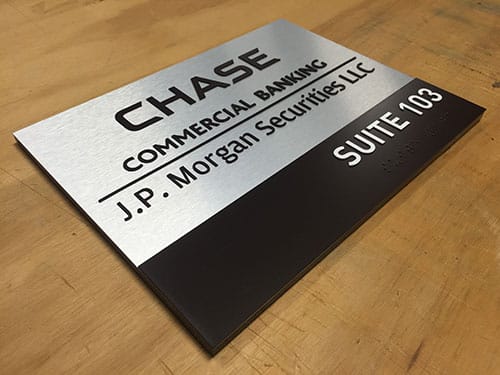 CHASE
COMMERCIAL BANKING
J.P. Morgan Securities LLC
SUITE 103